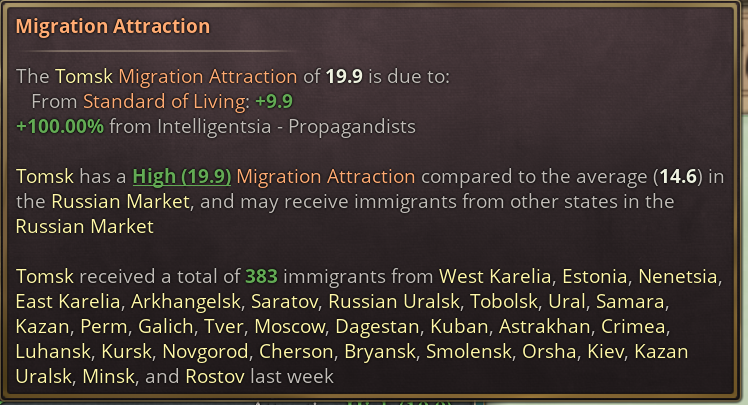 Migration Attraction
The Tomsk Migration Attraction of 19.9 is due to:
From Standard of Living: +9.9
+100.00% from Intelligentsia - Propagandists
Tomsk has a High (19.9) Migration Attraction compared to the average (14.6) in
the Russian Market, and may receive immigrants from other states in the
Russian Market
Tomsk received a total of 383 immigrants from West Karelia, Estonia, Nenetsia,
East Karelia, Arkhangelsk, Saratov, Russian Uralsk, Tobolsk, Ural, Samara,
Kazan, Perm, Galich, Tver, Moscow, Dagestan, Kuban, Astrakhan, Crimea,
Luhansk, Kursk, Novgorod, Cherson, Bryansk, Smolensk, Orsha, Kiev, Kazan
Uralsk, Minsk, and Rostov last week